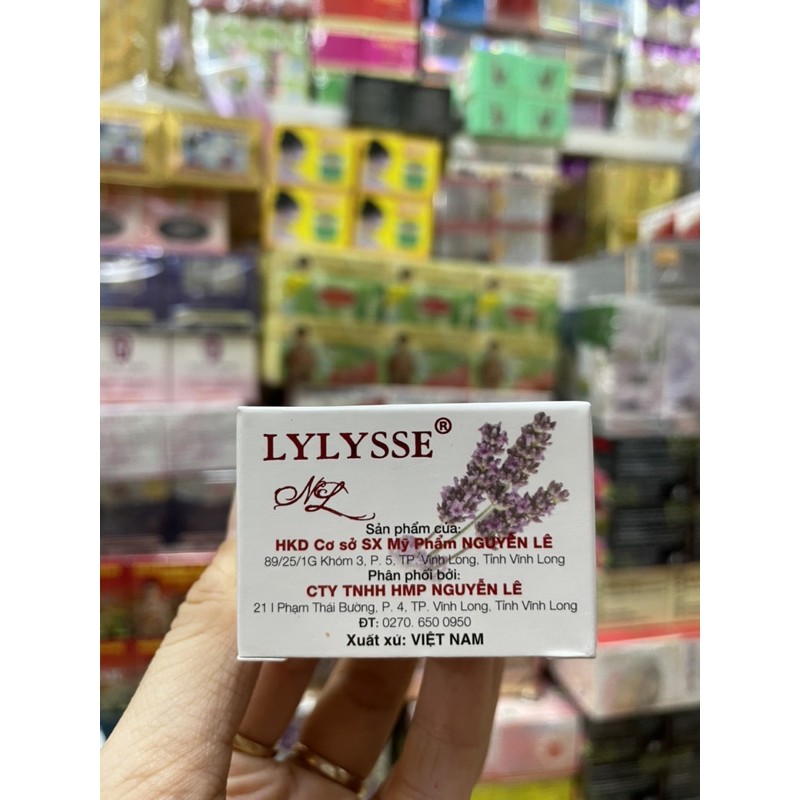 LYLYSSE®
NL
Sản phẩm của:
HKD Cơ sở SX Mỹ Phẩm NGUYỄN LÊ
89/25/1G Khóm 3, P. 5, TP. Vĩnh Long, Tỉnh Vĩnh Long
Phân phối bởi:
CTY TNHH HMP NGUYỄN LÊ
21 I Phạm Thái Bường, P. 4, TP. Vĩnh Long, Tỉnh Vĩnh Long
ĐT: 0270. 650 0950
Xuất xứ: VIỆT NAM